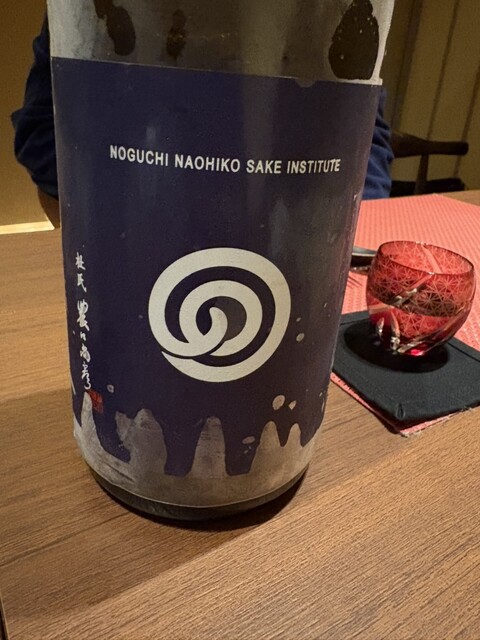 NOGUCHI NAOHIKO SAKE INSTITUTE
杜氏 農口尚彦